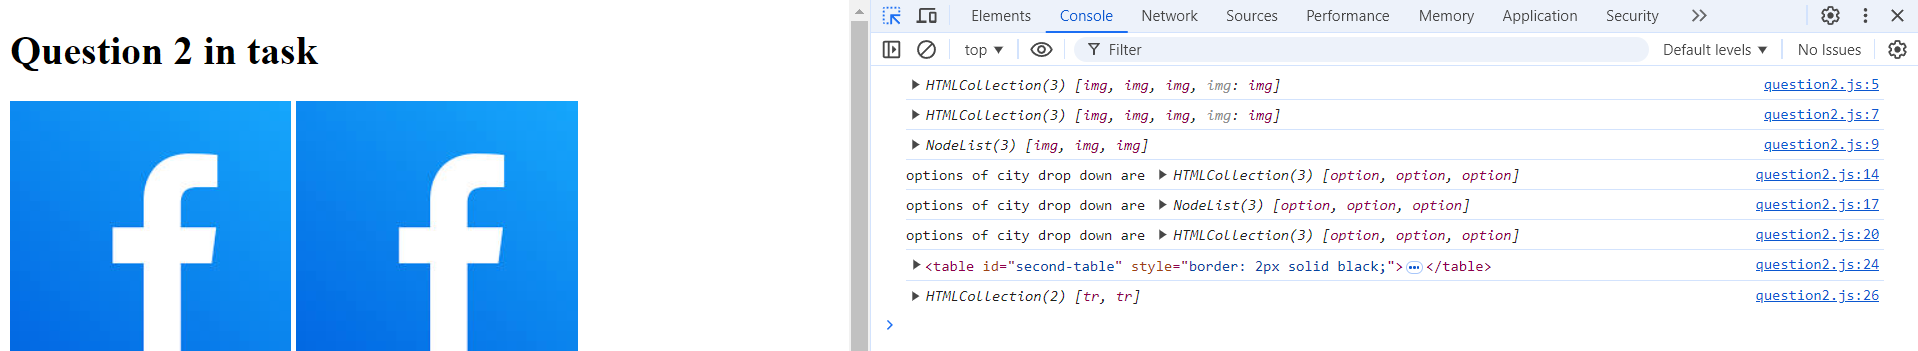 Question 2 in task
Elements Console Network Sources Performance Memory Application Security
top Filter Default levels No Issues
HTMLCollection(3) [img, img, img, img: img] question2.js:5
HTMLCollection(3) [img, img, img, img: img] question2.js:7
NodeList(3) [img, img, img] question2.js:9
options of city drop down are HTMLCollection(3) [option, option, option] question2.js:14
options of city drop down are NodeList(3) [option, option, option] question2.js:17
options of city drop down are HTMLCollection(3) [option, option, option] question2.js:20
<table id="second-table" style="border: 2px solid black;">…</table> question2.js:24
HTMLCollection(2) [tr, tr] question2.js:26